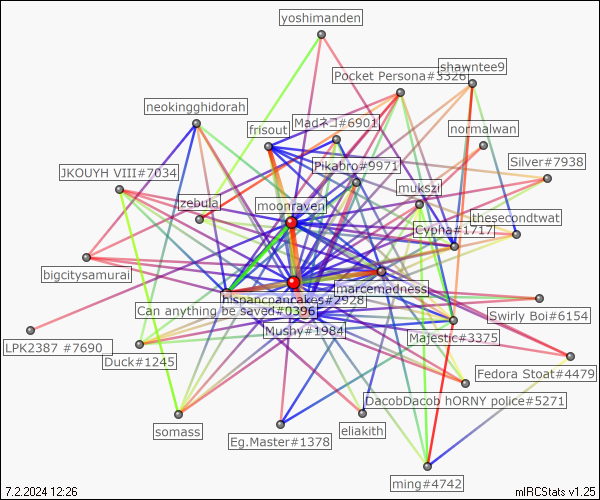 yoshimanden
shawntee9
Pocket Persona#3326
neokingghidorah
Madネコ#6901
frisout
normalwan
Pikabro#9971
Silver#7938
JKOUYH VIII#7034
mukszi
zebula
moonraven
thesecondtwat
Cypha#1717
bigcitysamurai
marcemadness
hispancpancakes#2928
Can anything be saved#0396
Swirly Boi#6154
Mushy#1984
Majestic#3375
LPK2387 #7690
Duck#1245
Fedora Stoat#4479
DacobDacob hORNY police#5271
somass
eliakith
Eg.Master#1378
ming#4742
7.2.2024 12:26
mIRCStats v1.25